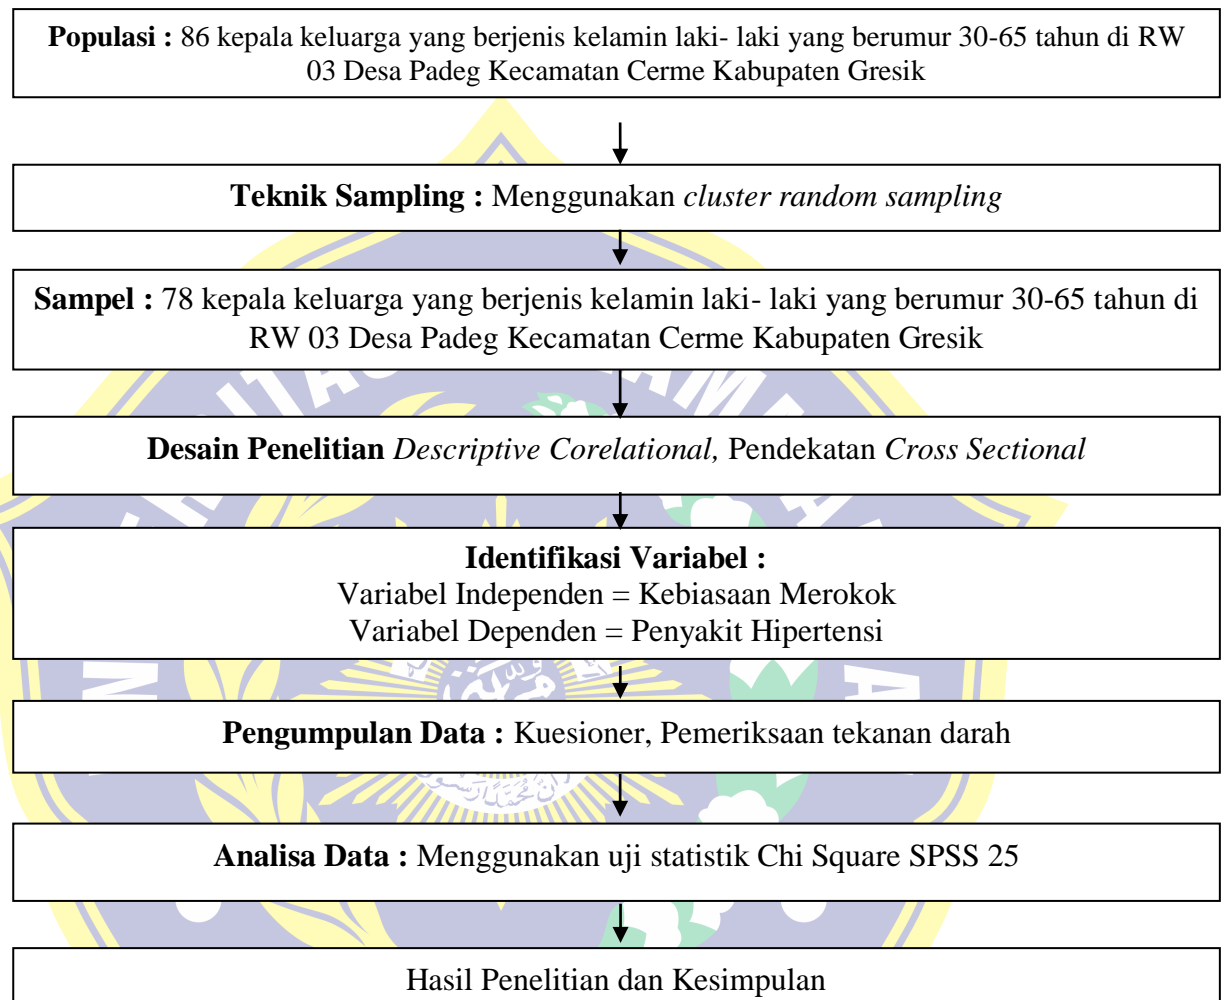 Populasi : 86 kepala keluarga yang berjenis kelamin laki- laki yang berumur 30-65 tahun di RW
03 Desa Padeg Kecamatan Cerme Kabupaten Gresik
Teknik Sampling : Menggunakan cluster random sampling
Sampel : 78 kepala keluarga yang berjenis kelamin laki- laki yang berumur 30-65 tahun di
RW 03 Desa Padeg Kecamatan Cerme Kabupaten Gresik
Desain Penelitian Descriptive Corelational, Pendekatan Cross Sectional
Identifikasi Variabel :
Variabel Independen = Kebiasaan Merokok
Variabel Dependen = Penyakit Hipertensi
Pengumpulan Data : Kuesioner, Pemeriksaan tekanan darah
Analisa Data : Menggunakan uji statistik Chi Square SPSS 25
Hasil Penelitian dan Kesimpulan